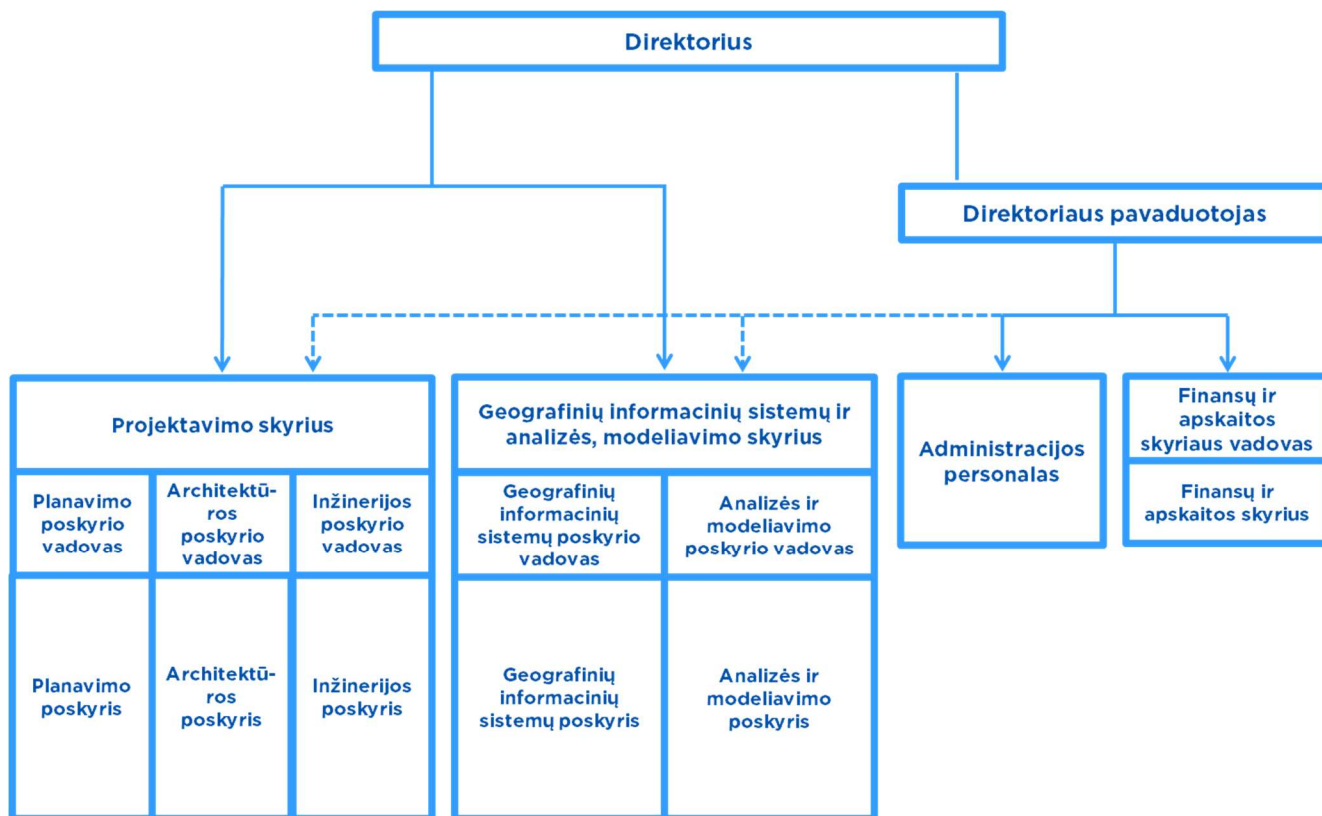 Direktorius
Direktoriaus pavaduotojas
Projektavimo skyrius
Geografinių informacinių sistemų ir
analizės, modeliavimo skyrius
Administracijos
personalas
Finansų ir
apskaitos
skyriaus vadovas
Finansų ir
apskaitos skyrius
Planavimo
poskyrio
vadovas
Architektū-
ros
poskyrio
vadovas
Inžinerijos
poskyrio
vadovas
Geografinių
informacinių
sistemų poskyrio
vadovas
Analizės ir
modeliavimo
poskyrio vadovas
Planavimo
poskyris
Architektū-
ros
poskyris
Inžinerijos
poskyris
Geografinių
informacinių
sistemų poskyris
Analizės ir
modeliavimo
poskyris